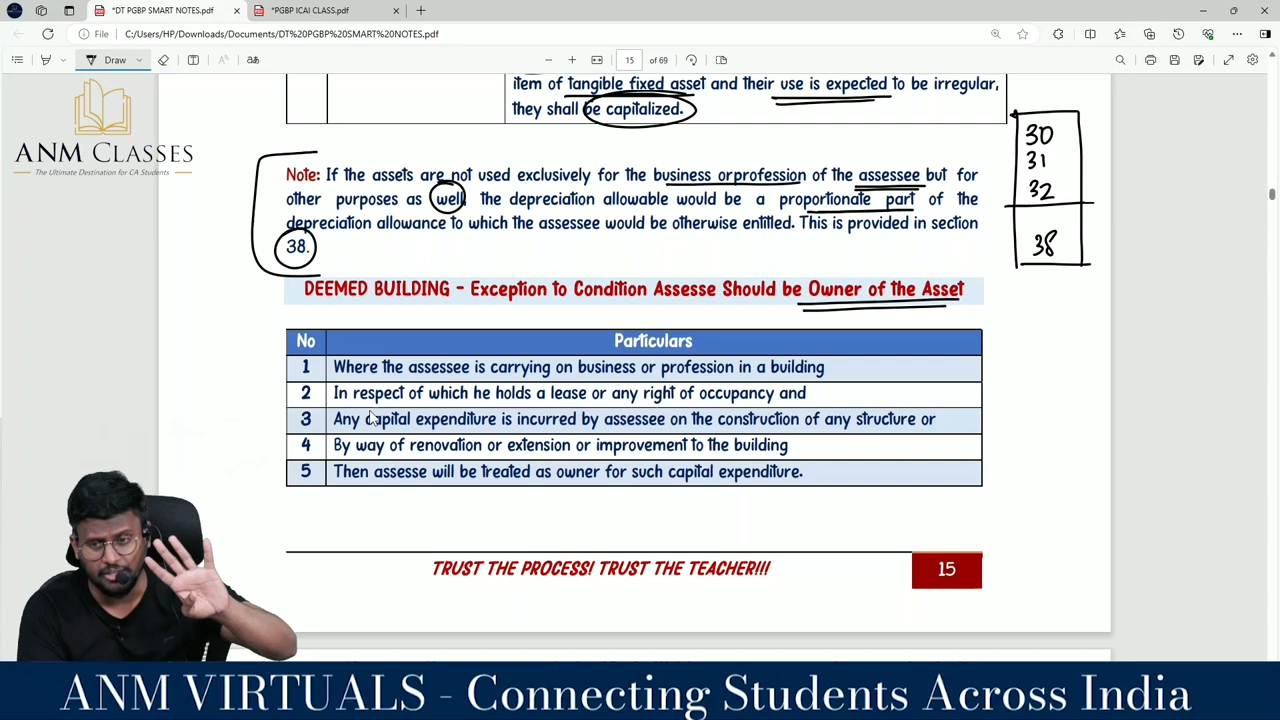 *DT PGBP SMART NOTES.pdf
*PGBP ICAI CLASS.pdf
File
C:/Users/HP/Downloads/Documents/DT%20PGBP%20SMART%20NOTES.pdf
Draw
15
of 69
ANM CLASSES
The Ultimate Destination for CA Students
item of tangible fixed asset and their use is expected to be irregular,
they shall be capitalized.
30
31
32
38
Note: If the assets are not used exclusively for the business orprofession of the assessee but for
other purposes as well, the depreciation allowable would be a proportionate part of the
depreciation allowance to which the assessee would be otherwise entitled. This is provided in section
38.
DEEMED BUILDING - Exception to Condition Assesse Should be Owner of the Asset
No Particulars
1 Where the assessee is carrying on business or profession in a building
2 In respect of which he holds a lease or any right of occupancy and
3 Any capital expenditure is incurred by assessee on the construction of any structure or
4 By way of renovation or extension or improvement to the building
5 Then assesse will be treated as owner for such capital expenditure.
TRUST THE PROCESS! TRUST THE TEACHER!!!
15
ANM VIRTUALS - Connecting Students Across India